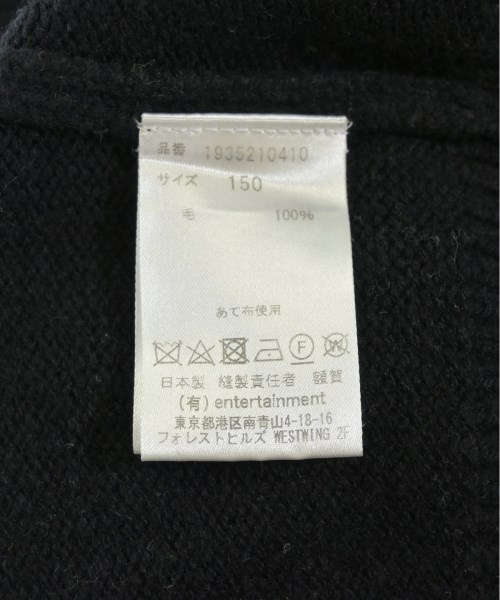 品番 1935210410
サイズ 150
毛 100%
あて布使用
F W
日本製 縫製責任者 額賀
(有) entertainment
東京都港区南青山4-18-16
フォレストヒルズ WESTWING 2F